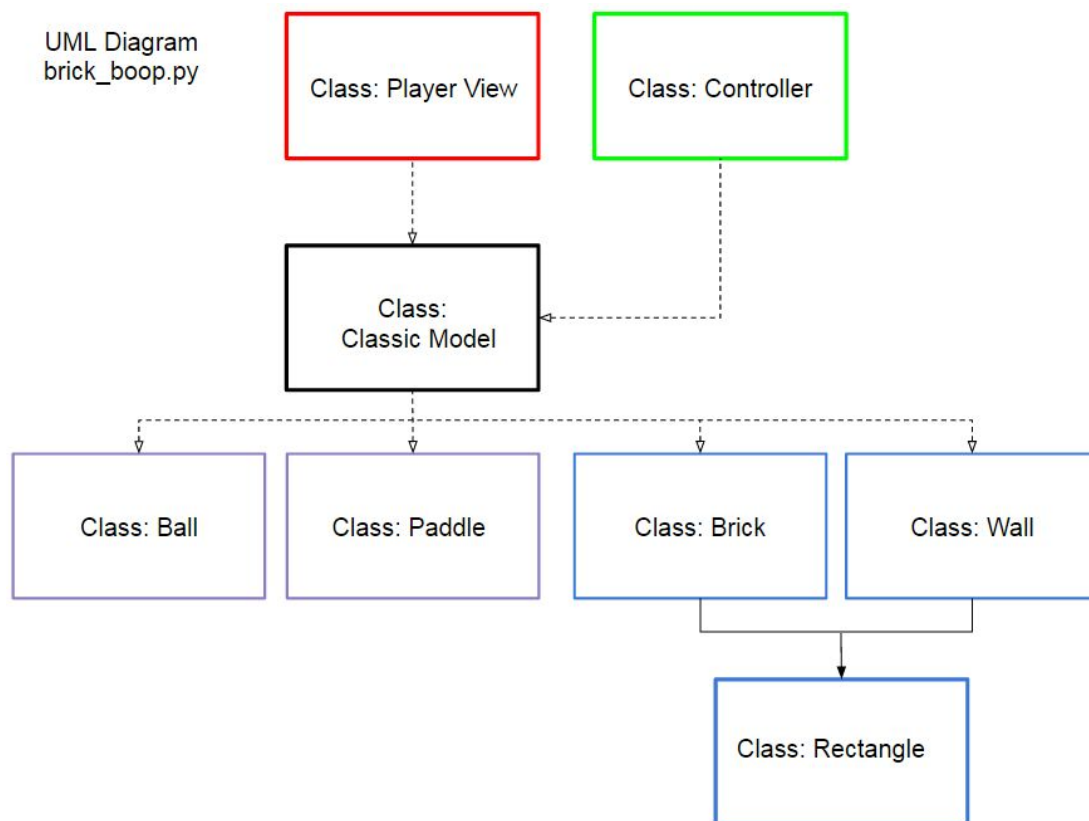 UML Diagram
brick_boop.py
Class: Player View
Class: Controller
Class:
Classic Model
Class: Ball
Class: Paddle
Class: Brick
Class: Wall
Class: Rectangle